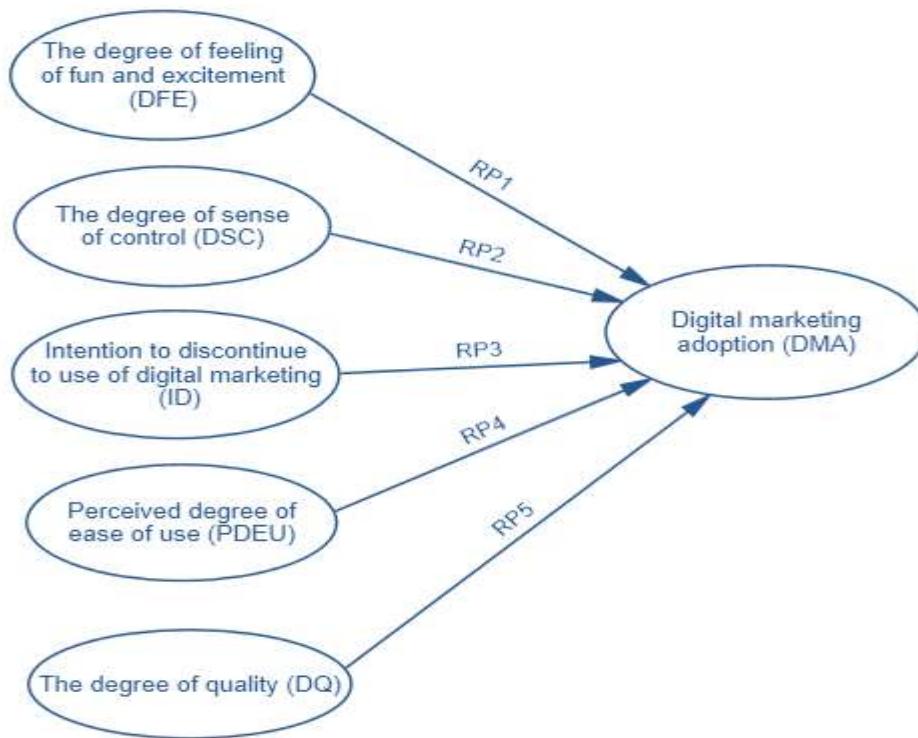 The degree of feeling
of fun and excitement
(DFE)
RP1
The degree of sense
of control (DSC)
RP2
Digital marketing
adoption (DMA)
Intention to discontinue
to use of digital marketing
(ID)
RP3
RP4
Perceived degree of
ease of use (PDEU)
RP5
The degree of quality (DQ)